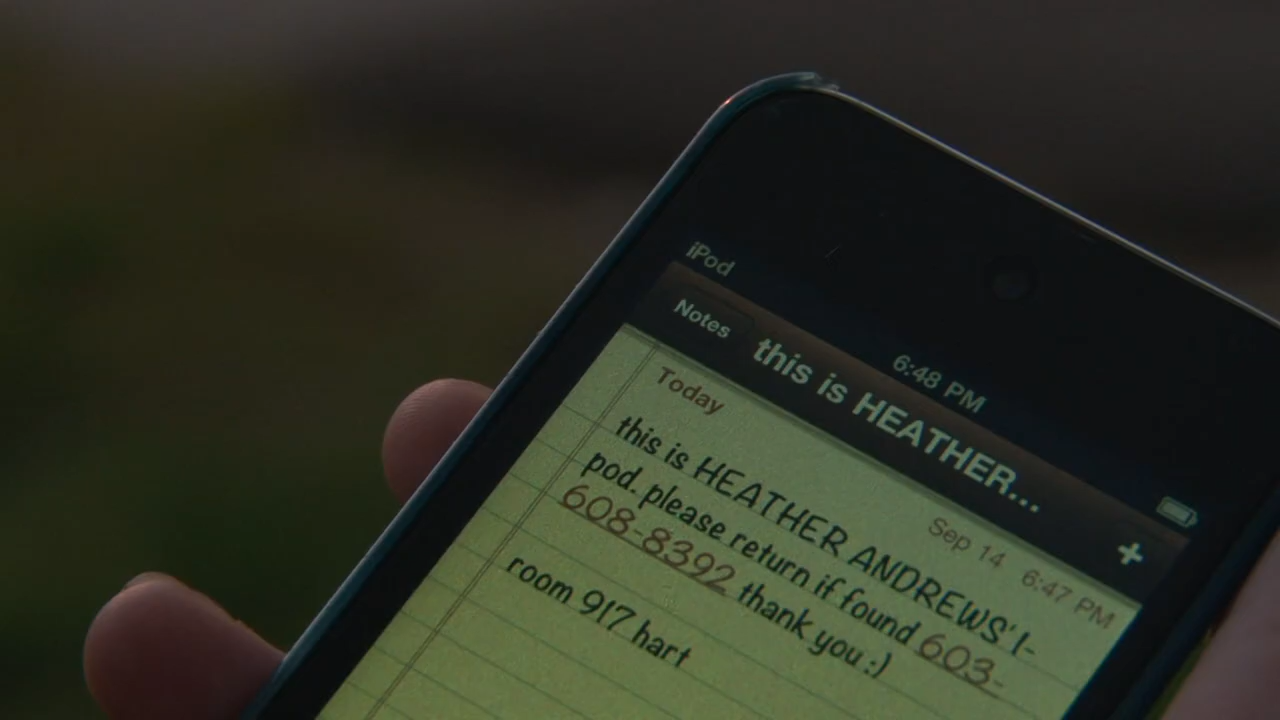 iPod
6:48 PM
Notes
this is HEATHER...
+
Today
Sep 14 6:47 PM
this is HEATHER ANDREWS' I-
pod. please return if found 603-
608-8392 thank you :)
room 917 hart